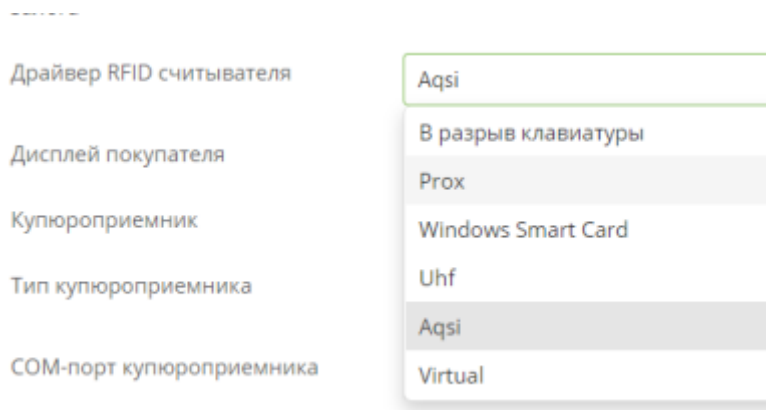 Драйвер RFID считывателя
Aqsi
В разрыв клавиатуры
Дисплей покупателя
Prox
Купюроприемник
Windows Smart Card
Uhf
Тип купюроприемника
Aqsi
COM-порт купюроприемника
Virtual